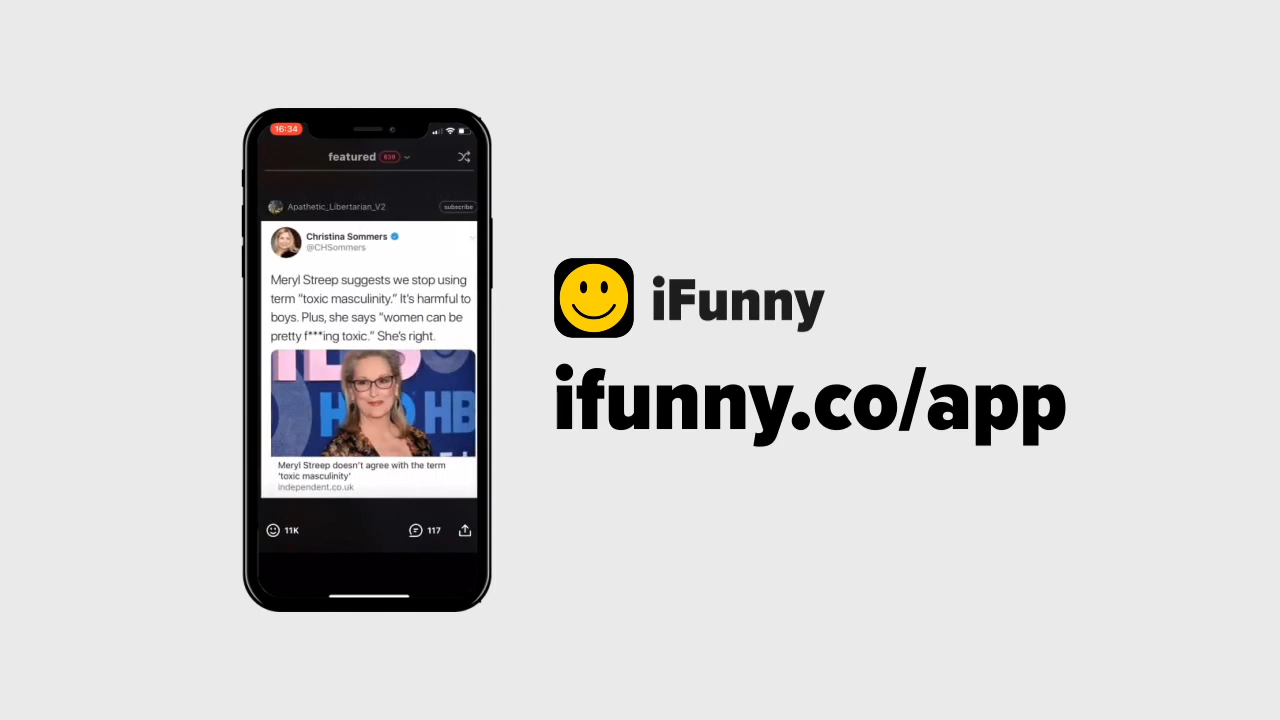 16:34
featured 639
Apathetic_Libertarian_V2 subscribe
Christina Sommers
@CHSommers
Meryl Streep suggests we stop using
term “toxic masculinity.” It’s harmful to
boys. Plus, she says “women can be
pretty f***ing toxic.” She’s right.
HB
Meryl Streep doesn't agree with the term
'toxic masculinity'
independent.co.uk
11K 117
iFunny
ifunny.co/app